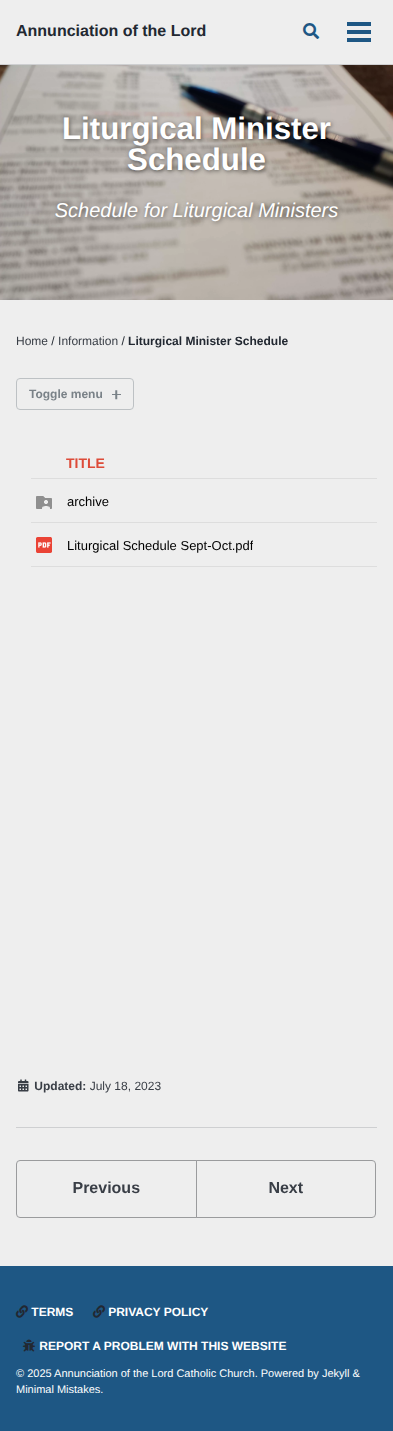 Annunciation of the Lord
Liturgical Minister
Schedule
Schedule for Liturgical Ministers
Home / Information / Liturgical Minister Schedule
Toggle menu
TITLE
archive
PDF
Liturgical Schedule Sept-Oct.pdf
Updated: July 18, 2023
Previous
Next
TERMS
PRIVACY POLICY
REPORT A PROBLEM WITH THIS WEBSITE
© 2025 Annunciation of the Lord Catholic Church. Powered by Jekyll &
Minimal Mistakes.